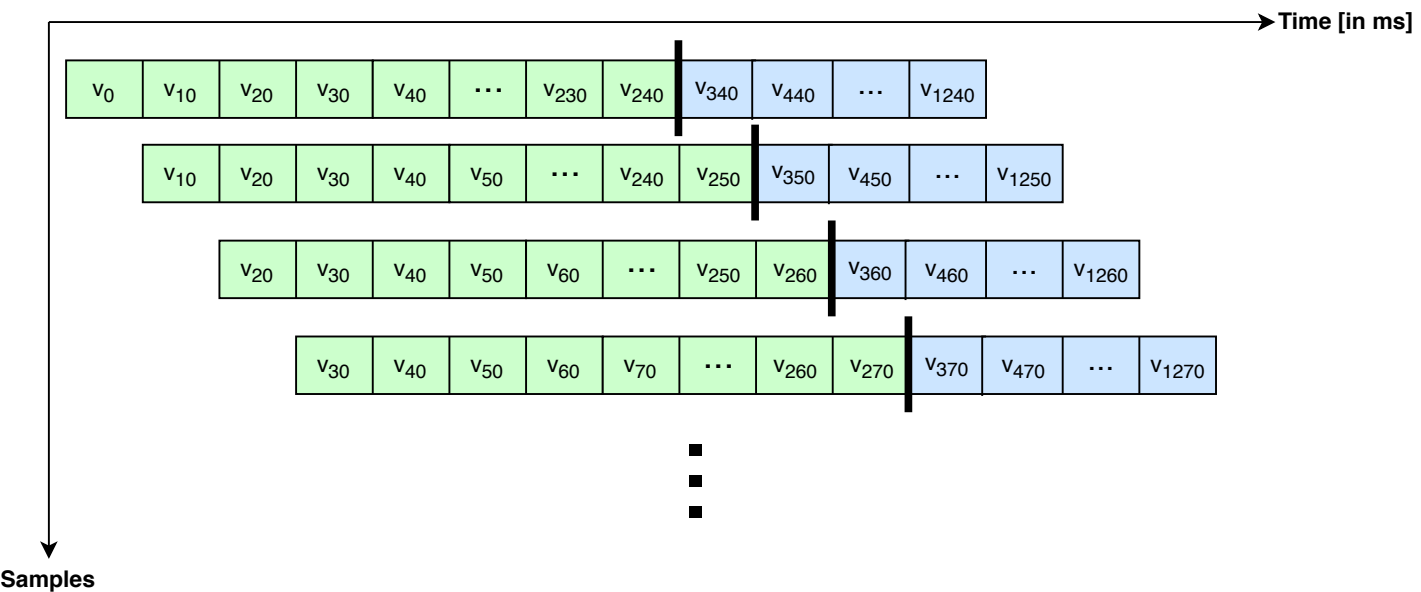 Time [in ms]
v0 v10 v20 v30 v40 ... v230 v240 v340 v440 ... v1240
v10 v20 v30 v40 v50 ... v240 v250 v350 v450 ... v1250
v20 v30 v40 v50 v60 ... v250 v260 v360 v460 ... v1260
v30 v40 v50 v60 v70 ... v260 v270 v370 v470 ... v1270
Samples